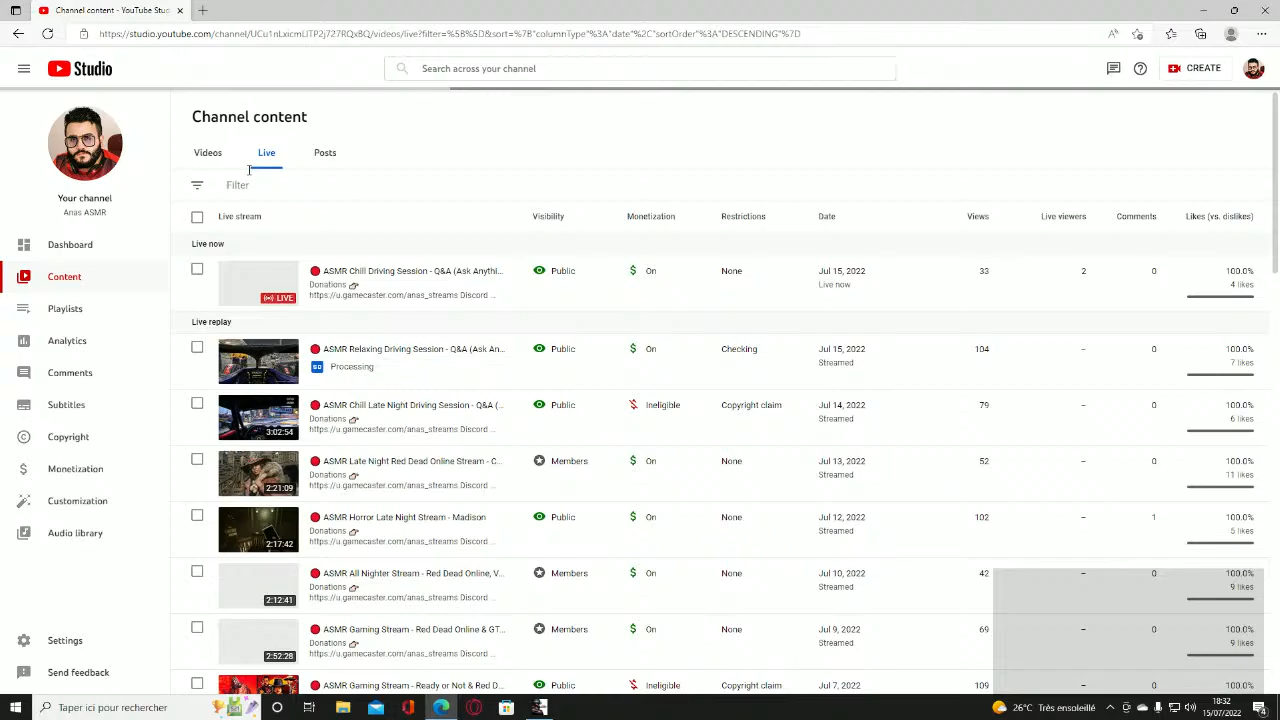 Channel content - YouTube Stud
https://studio.youtube.com/channel/UCu1nLxicmLITP2j727RQxBQ/videos/live?filter=%5B%5D&sort=%7B"columnType"%3A"date"%2C"sortOrder"%3A"DESCENDING"%7D
Studio
Search across your channel
CREATE
Channel content
Videos
Live
Posts
Filter
Your channel
Anas ASMR
Dashboard
Content
Playlists
Analytics
Comments
Subtitles
Copyright
Monetization
Customization
Audio library
Settings
Send feedback
Live stream Visibility Monetization Restrictions Date Views Live viewers Comments Likes (vs. dislikes)
Live now
ASMR Chill Driving Session - Q&A (Ask Anythi... Public On None Jul 15, 2022 33 2 0 100.0%
Donations Live now 4 likes
https://u.gamecaster.com/anas_streams Discord ...
LIVE
Live replay
ASMR Relaxing Driving Session - Q&A (Ask An... Public On Checking Jul 15, 2022 104 – 0 100.0%
SD Processing Streamed 7 likes
ASMR Chill Late Night Driving Session - Q&A (... Public Ineligible Copyright claim Jul 14, 2022 79 – 0 100.0%
Donations Streamed 6 likes
3:02:54 https://u.gamecaster.com/anas_streams Discord ...
ASMR Late Night Red Dead Online Stream - C... Members On None Jul 13, 2022 52 – 0 100.0%
Donations Streamed 11 likes
2:21:09 https://u.gamecaster.com/anas_streams Discord ...
ASMR Horror Late Night Stream - Madison Public On None Jul 12, 2022 102 – 1 100.0%
Donations Streamed 5 likes
2:17:42 https://u.gamecaster.com/anas_streams Discord ...
ASMR All Nighter Stream - Red Dead Online, V... Members On None Jul 10, 2022 42 – 0 100.0%
Donations Streamed 9 likes
2:12:41 https://u.gamecaster.com/anas_streams Discord ...
ASMR Gaming Stream - Red Dead Online & GT... Members On None Jul 9, 2022 69 – 0 100.0%
Donations Streamed 9 likes
2:52:28 https://u.gamecaster.com/anas_streams Discord ...
ASMR Gaming Stream - Ready or Not & Red D... Public Ineligible Copyright claim Jul 7, 2022 109 – 0 100.0%
Taper ici pour rechercher
26°C Très ensoleillé
18:32
15/07/2022
4